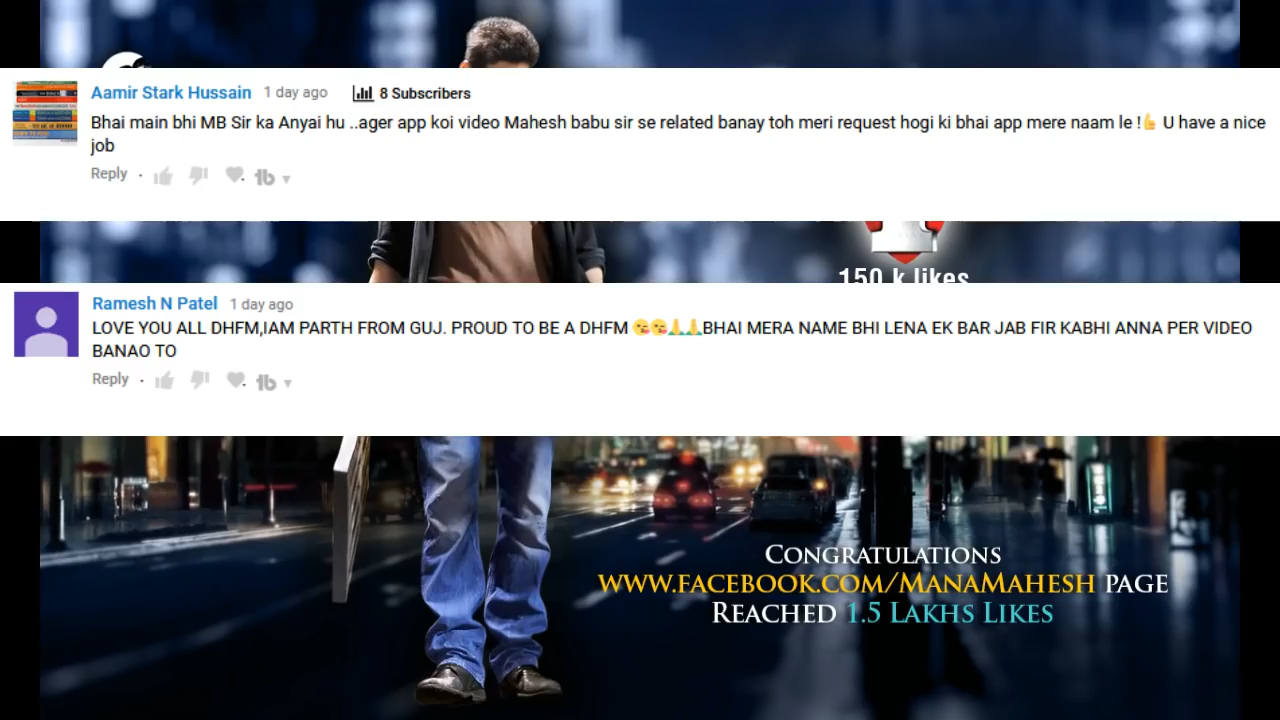 Aamir Stark Hussain 1 day ago 8 Subscribers
Bhai main bhi MB Sir ka Anyai hu ..ager app koi video Mahesh babu sir se related banay toh meri request hogi ki bhai app mere naam le !👍 U have a nice
job
Reply
150 k likes
Ramesh N Patel 1 day ago
LOVE YOU ALL DHFM,IAM PARTH FROM GUJ. PROUD TO BE A DHFM 😘😘🙏🙏BHAI MERA NAME BHI LENA EK BAR JAB FIR KABHI ANNA PER VIDEO
BANAO TO
Reply
CONGRATULATIONS
WWW.FACEBOOK.COM/MANAMAHESH PAGE
REACHED 1.5 LAKHS LIKES